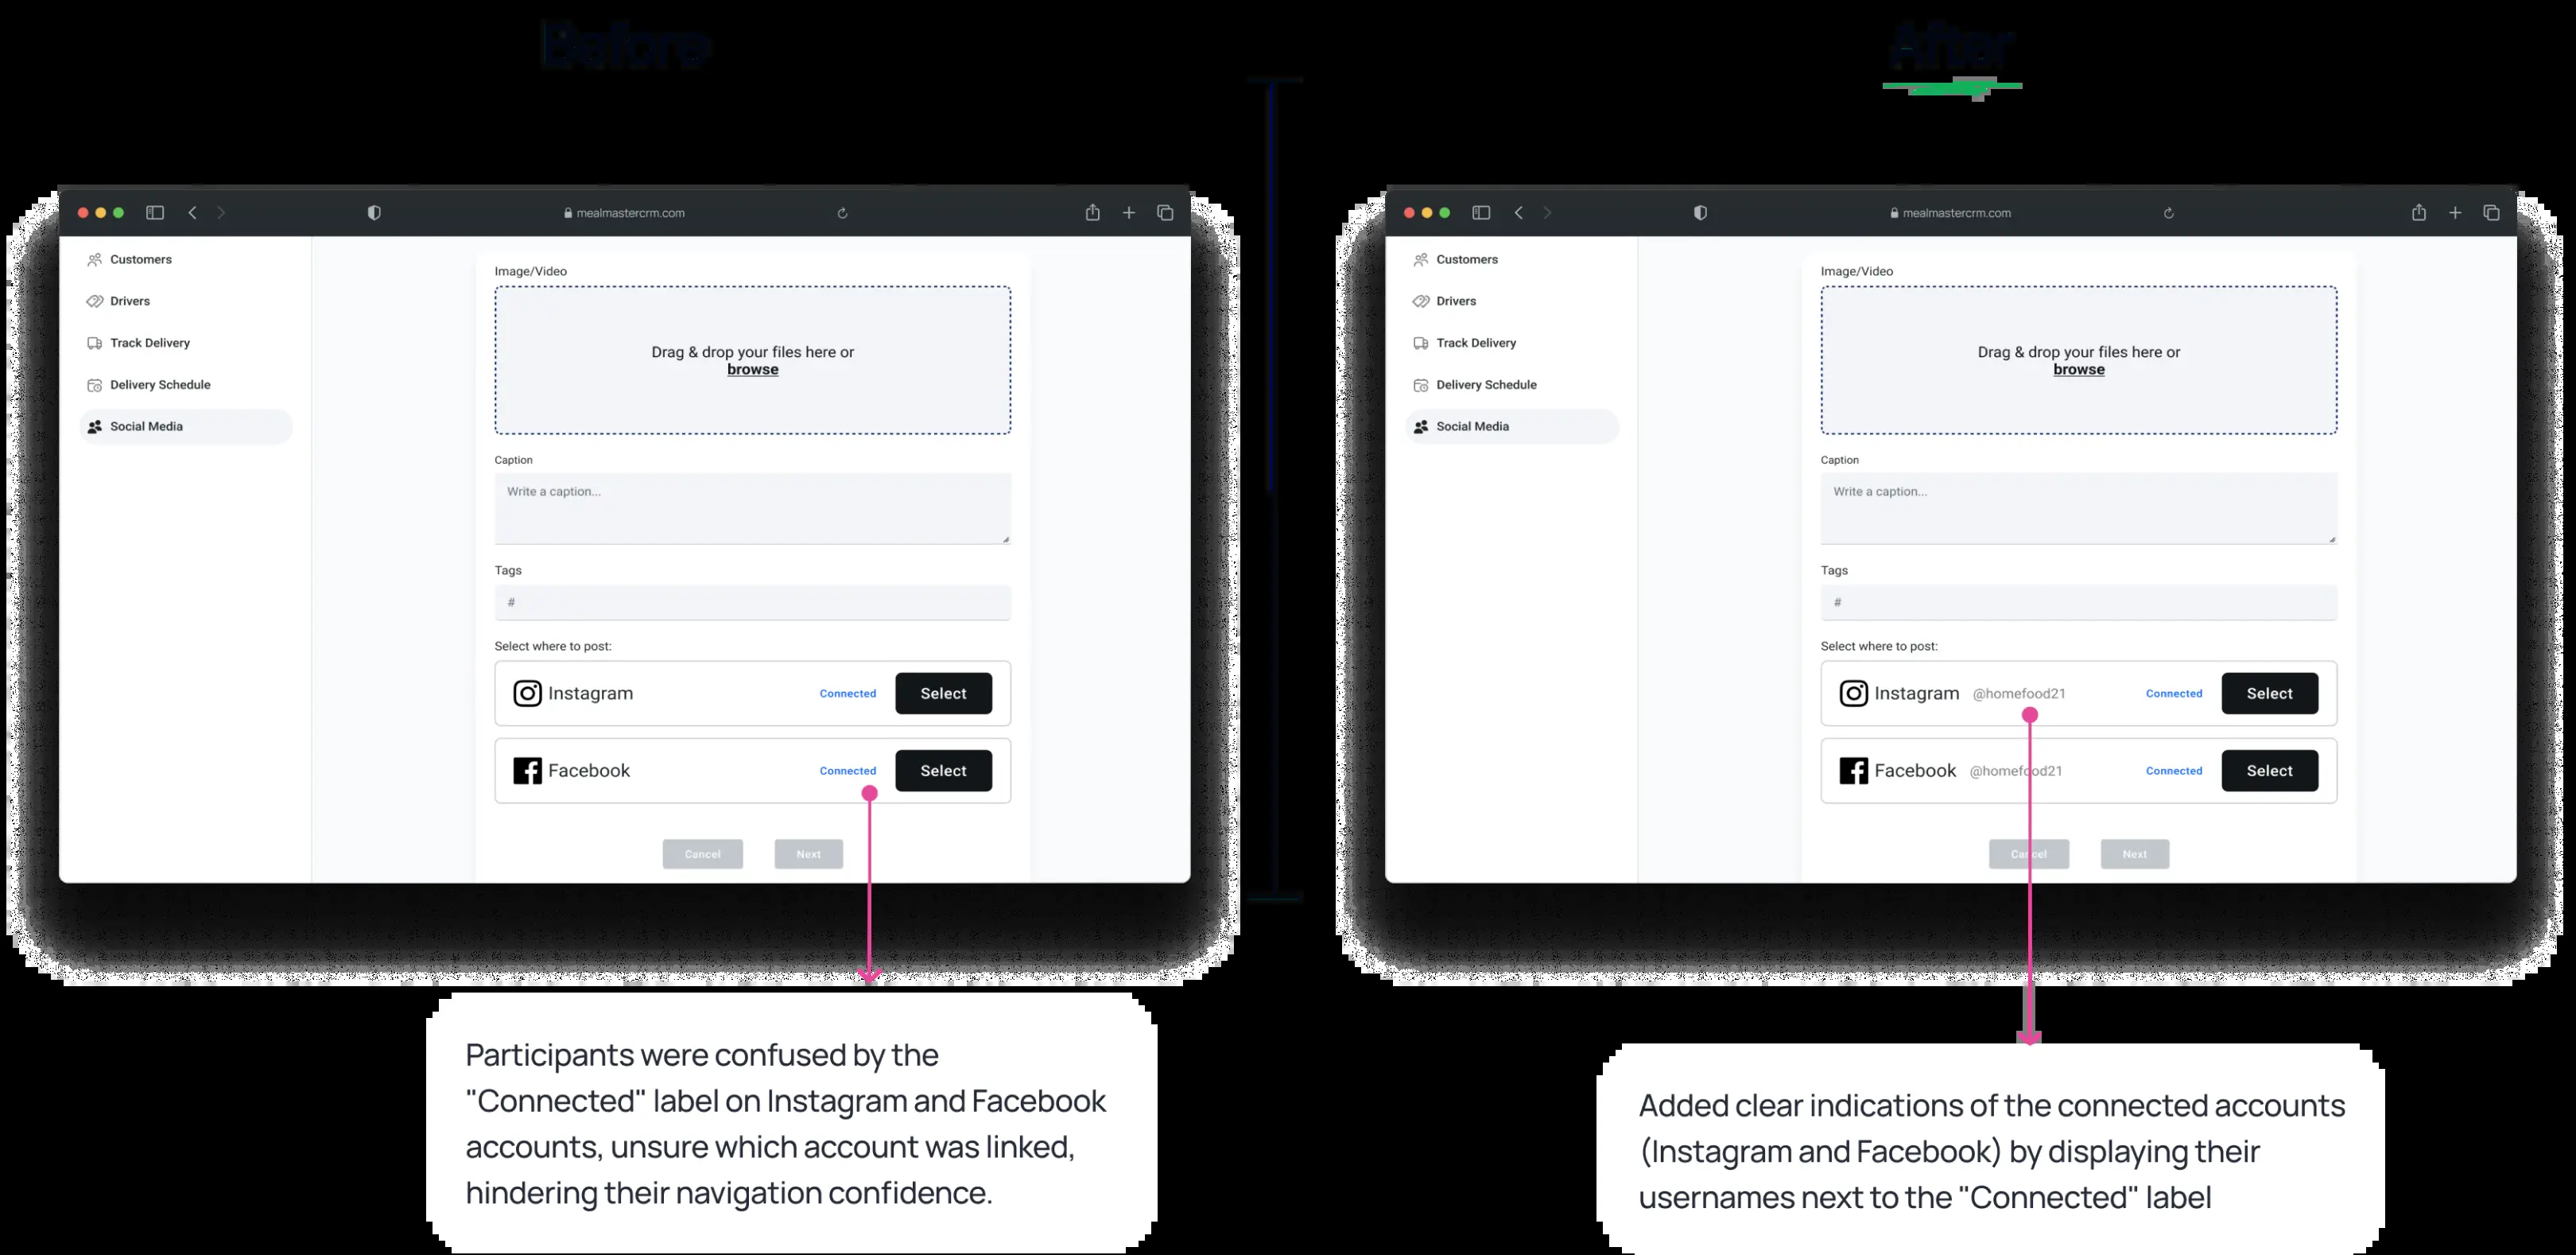 Before
After
mealmastercrm.com
Customers
Drivers
Track Delivery
Delivery Schedule
Social Media
Image/Video
Drag & drop your files here or
browse
Caption
Write a caption...
Tags
#
Select where to post:
Instagram Connected Select
Facebook Connected Select
Cancel Next
Participants were confused by the
"Connected" label on Instagram and Facebook
accounts, unsure which account was linked,
hindering their navigation confidence.
mealmastercrm.com
Customers
Drivers
Track Delivery
Delivery Schedule
Social Media
Image/Video
Drag & drop your files here or
browse
Caption
Write a caption...
Tags
#
Select where to post:
Instagram @homefood21 Connected Select
Facebook @homefood21 Connected Select
Cancel Next
Added clear indications of the connected accounts
(Instagram and Facebook) by displaying their
usernames next to the "Connected" label